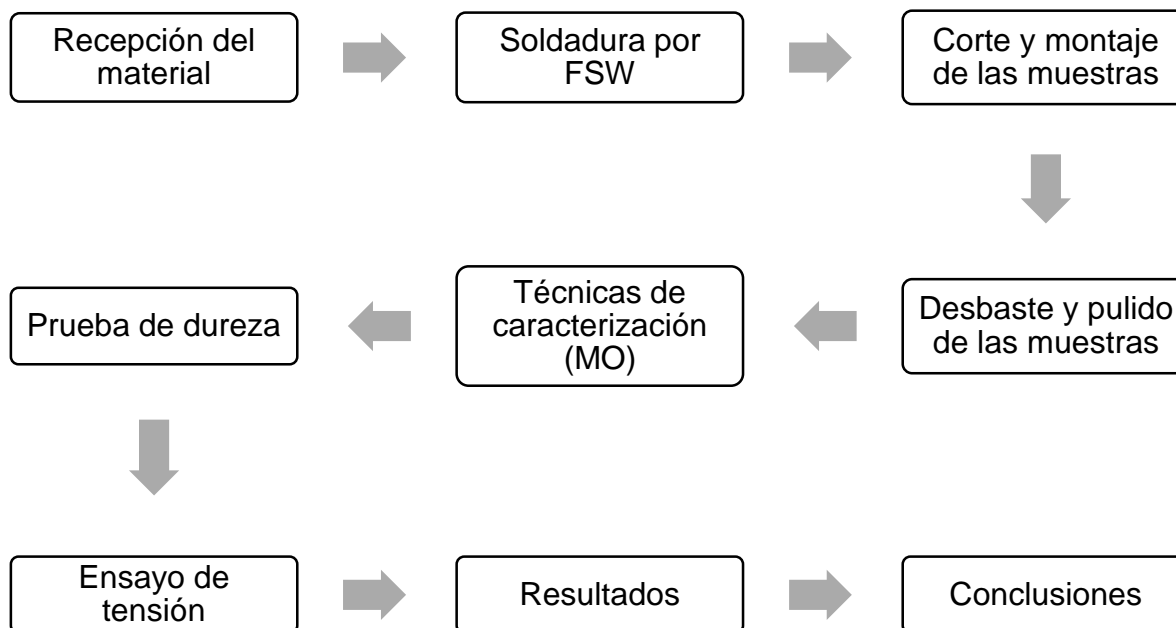 Recepción del
material
Soldadura por
FSW
Corte y montaje
de las muestras
Desbaste y pulido
de las muestras
Técnicas de
caracterización
(MO)
Prueba de dureza
Ensayo de
tensión
Resultados
Conclusiones